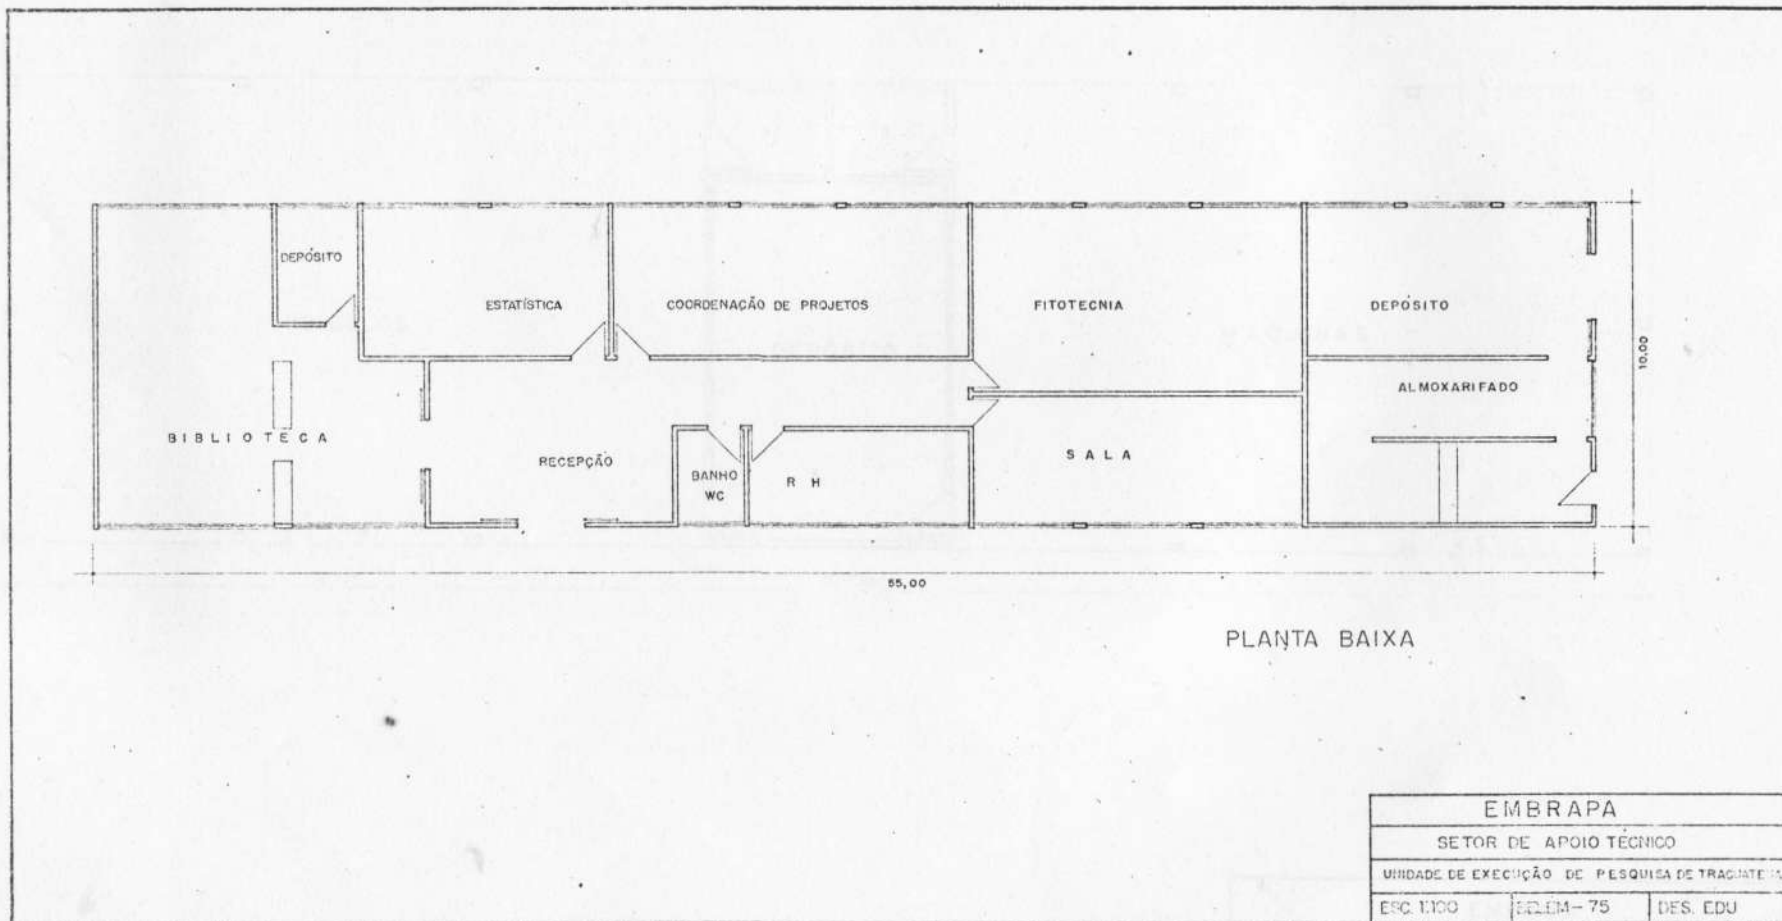 DEPÓSITO
ESTATÍSTICA
COORDENAÇÃO DE PROJETOS
FITOTECNIA
DEPÓSITO
10,00
ALMOXARIFADO
BIBLIOTECA
RECEPÇÃO
BANHO
WC
R H
SALA
55,00
PLANTA BAIXA
EMBRAPA
SETOR DE APOIO TÉCNICO
UNIDADE DE EXECUÇÃO DE PESQUISA DE
ESC. 1:100 - 75 DES. EDU